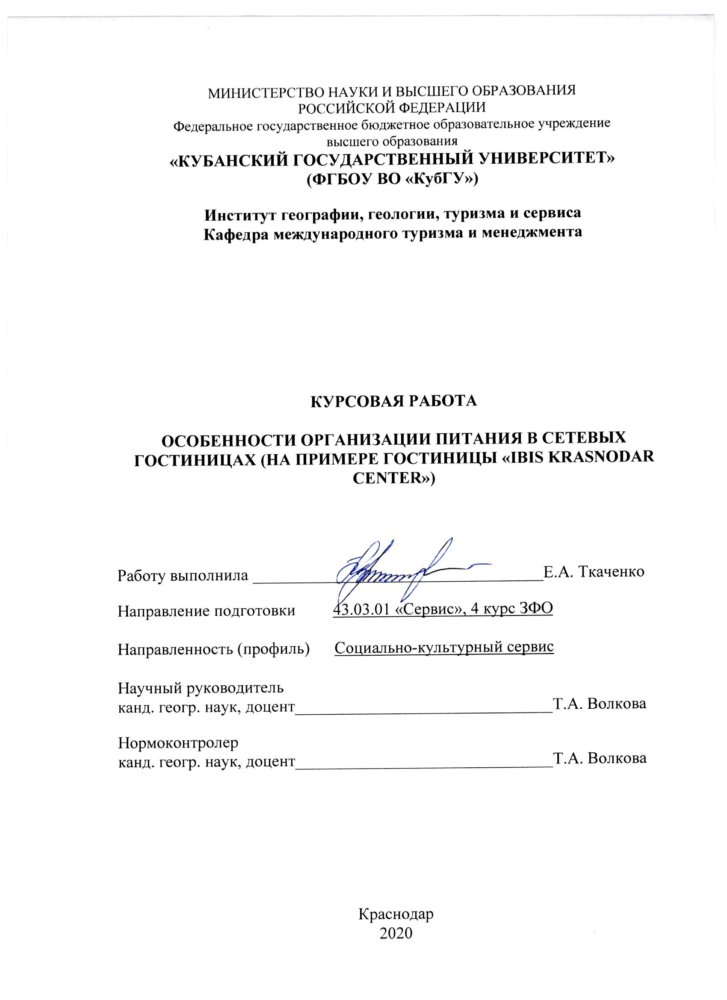 МИНИСТЕРСТВО НАУКИ И ВЫСШЕГО ОБРАЗОВАНИЯ
РОССИЙСКОЙ ФЕДЕРАЦИИ
Федеральное государственное бюджетное образовательное учреждение
высшего образования
«КУБАНСКИЙ ГОСУДАРСТВЕННЫЙ УНИВЕРСИТЕТ»
(ФГБОУ ВО «КубГУ»)
Институт географии, геологии, туризма и сервиса
Кафедра международного туризма и менеджмента
КУРСОВАЯ РАБОТА
ОСОБЕННОСТИ ОРГАНИЗАЦИИ ПИТАНИЯ В СЕТЕВЫХ
ГОСТИНИЦАХ (НА ПРИМЕРЕ ГОСТИНИЦЫ «IBIS KRASNODAR
CENTER»)
Работу выполнила Е.А. Ткаченко
Направление подготовки 43.03.01 «Сервис», 4 курс ЗФО
Направленность (профиль) Социально-культурный сервис
Научный руководитель
канд. геогр. наук, доцент Т.А. Волкова
Нормоконтролер
канд. геогр. наук, доцент Т.А. Волкова
Краснодар
2020